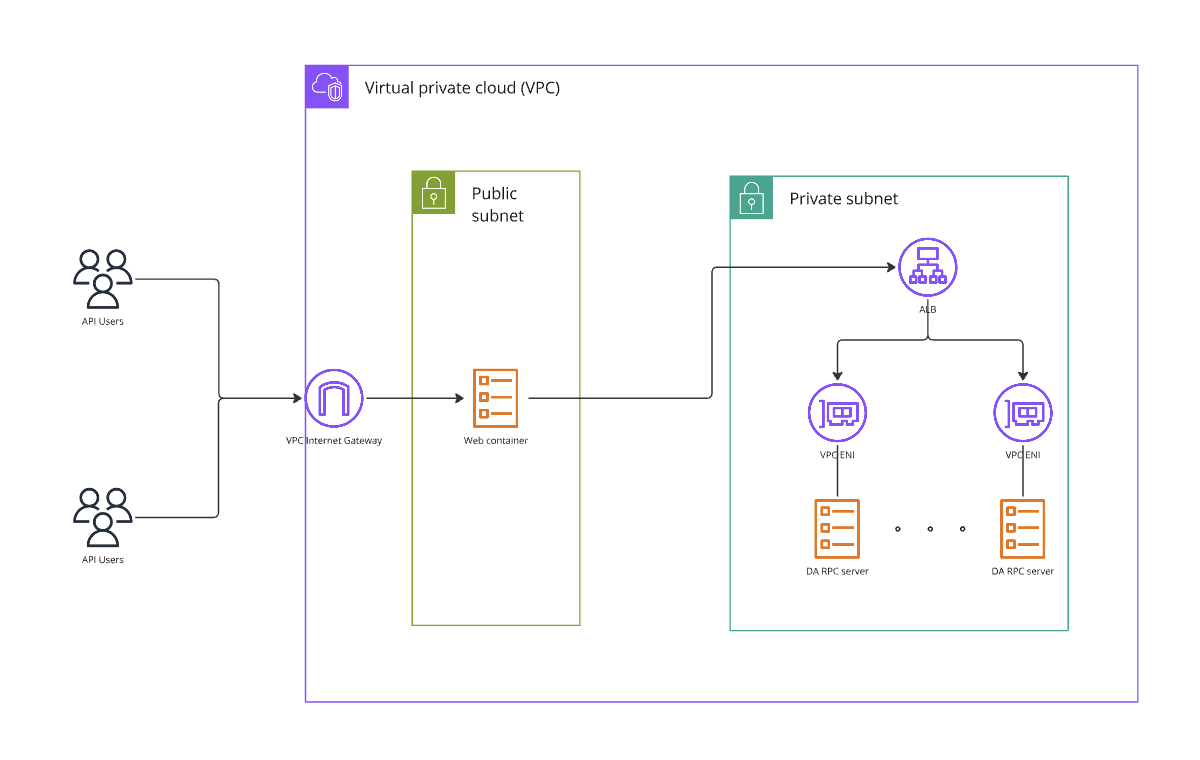 Virtual private cloud (VPC)
Public
subnet
Private subnet
API Users
ALB
VPC Internet Gateway
Web container
VPC ENI
VPC ENI
API Users
DA RPC server
DA RPC server